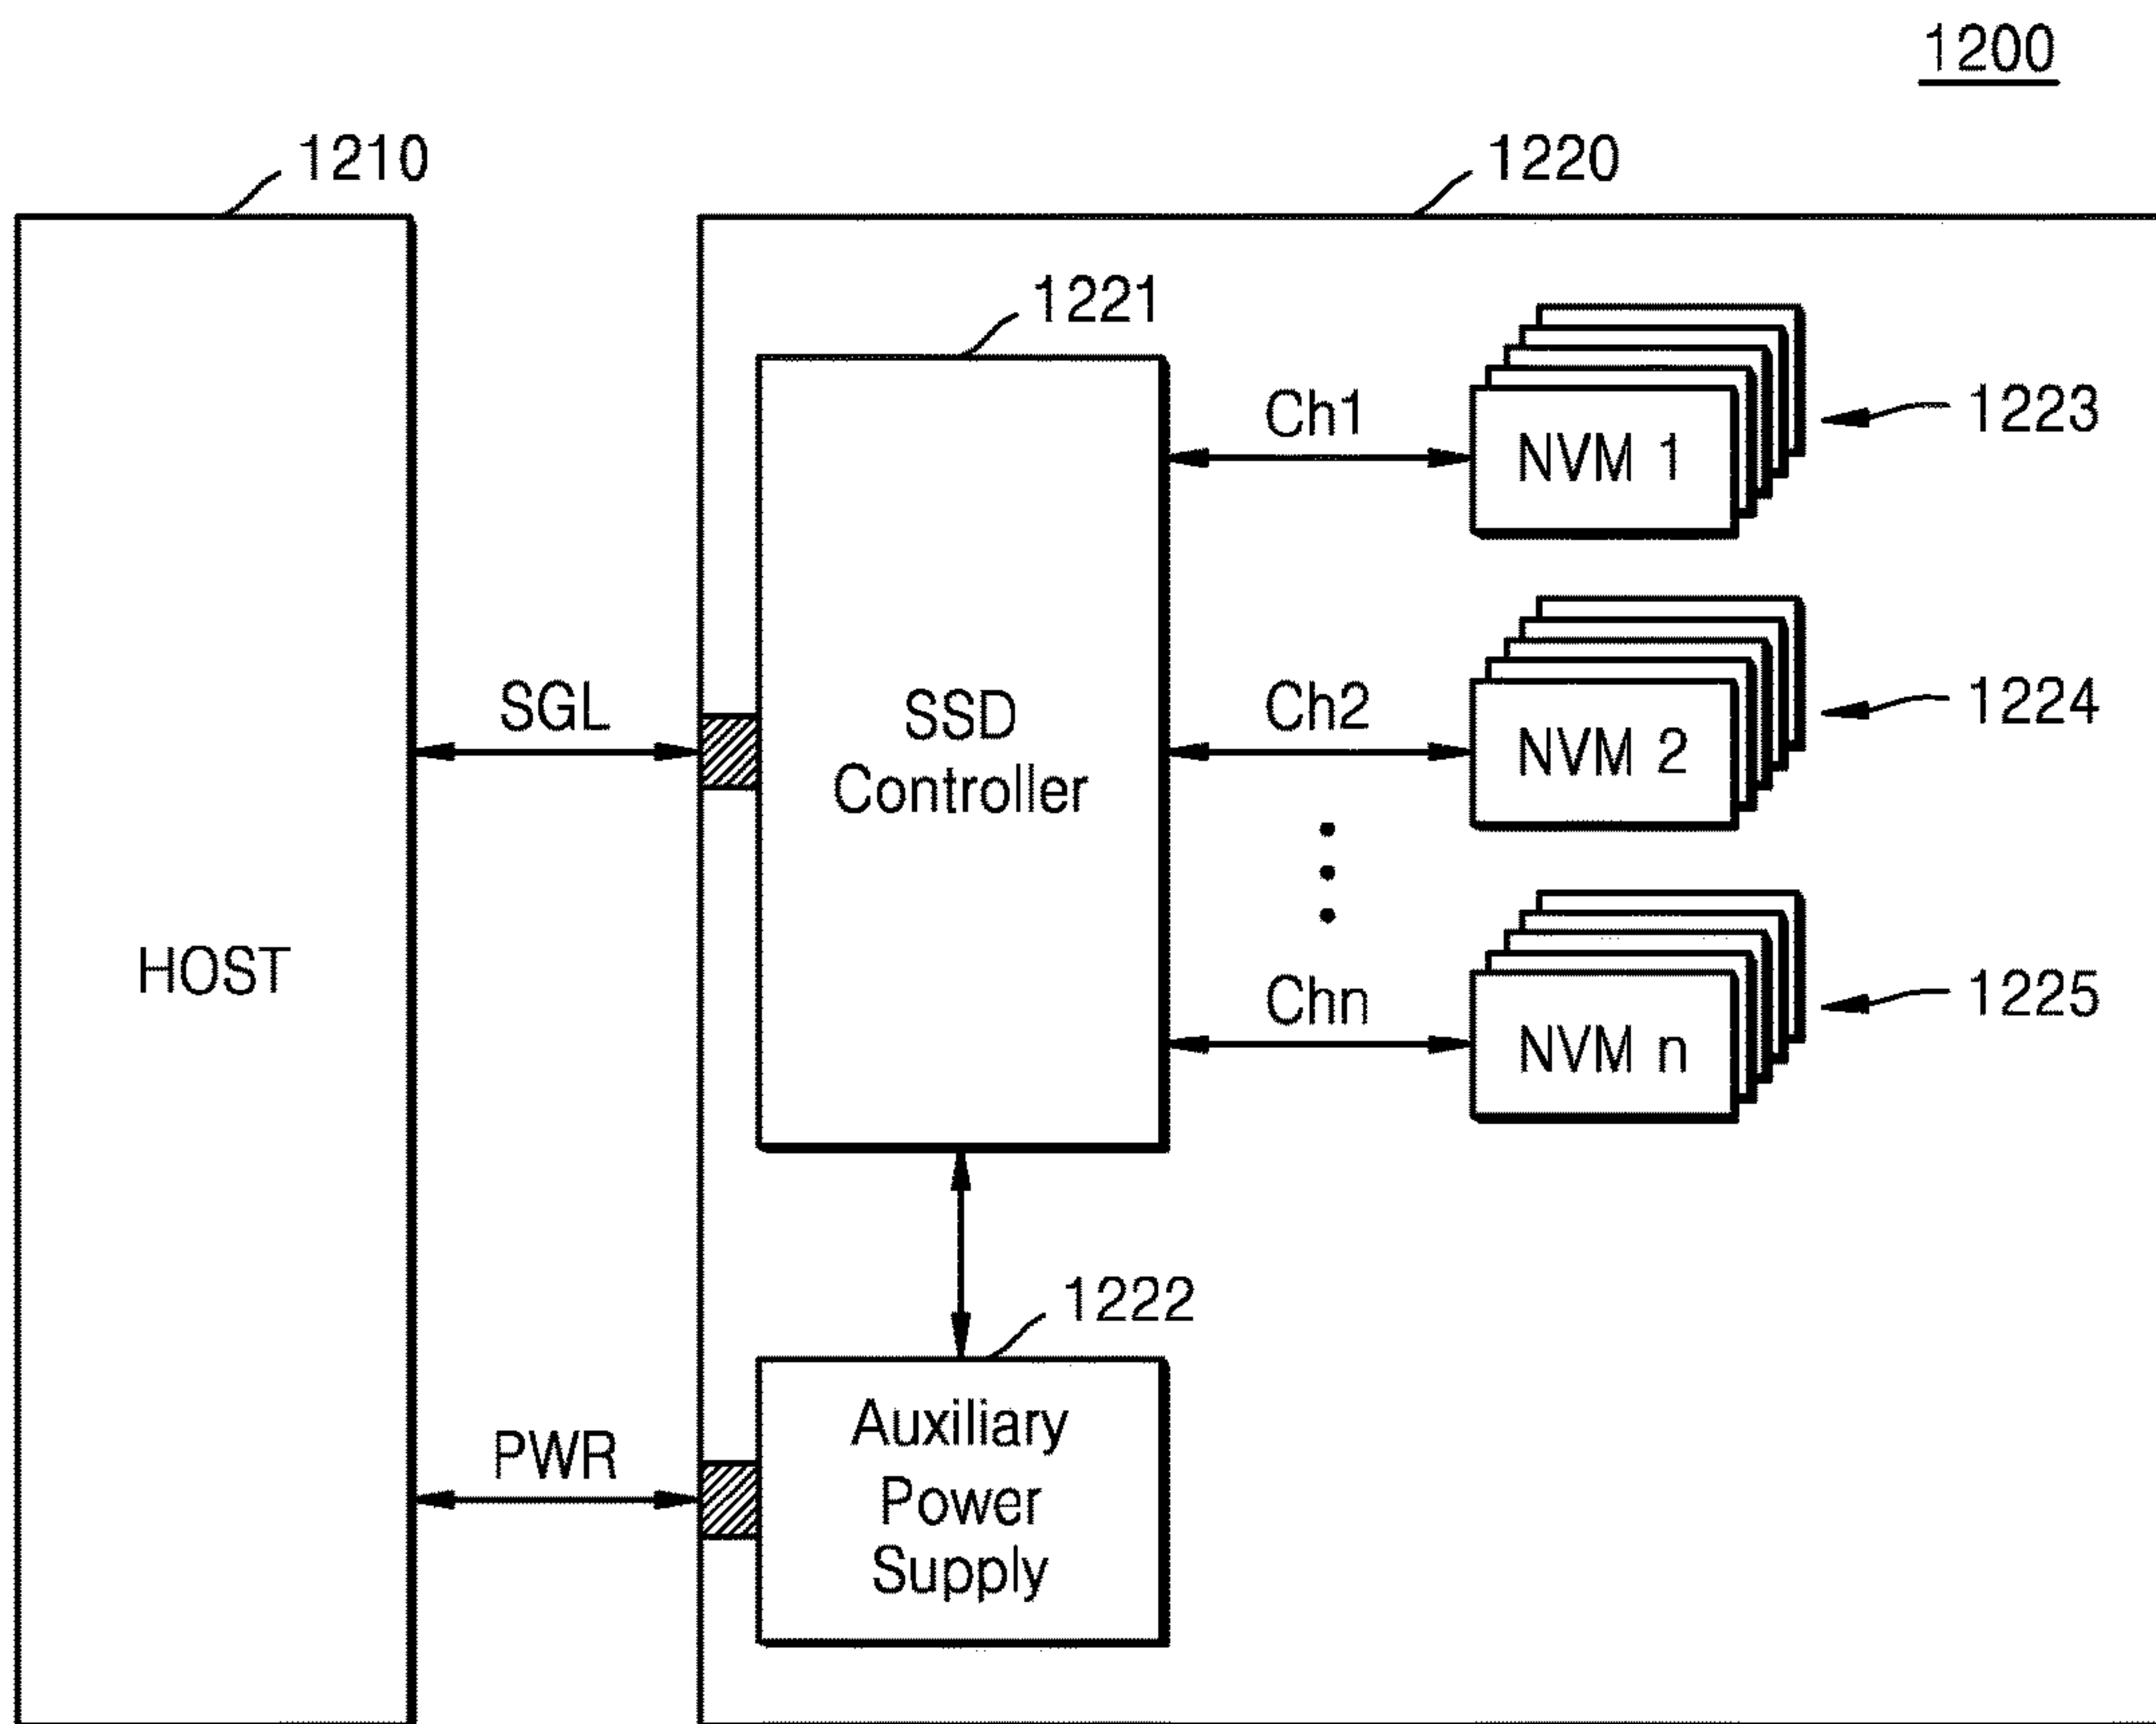 1200
1210
1220
1221
Ch1
NVM 1
1223
SGL
SSD
Controller
Ch2
NVM 2
1224
HOST
Chn
NVM n
1225
1222
PWR
Auxiliary
Power
Supply